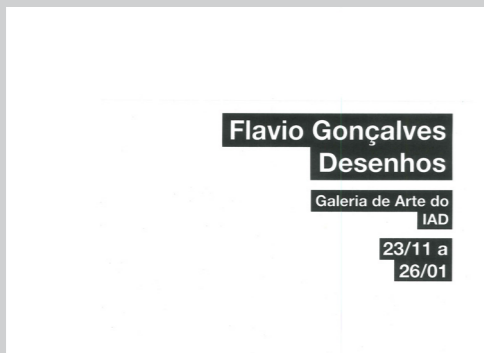 Flavio Gonçalves
Desenhos
Galeria de Arte do
IAD
23/11 a
26/01